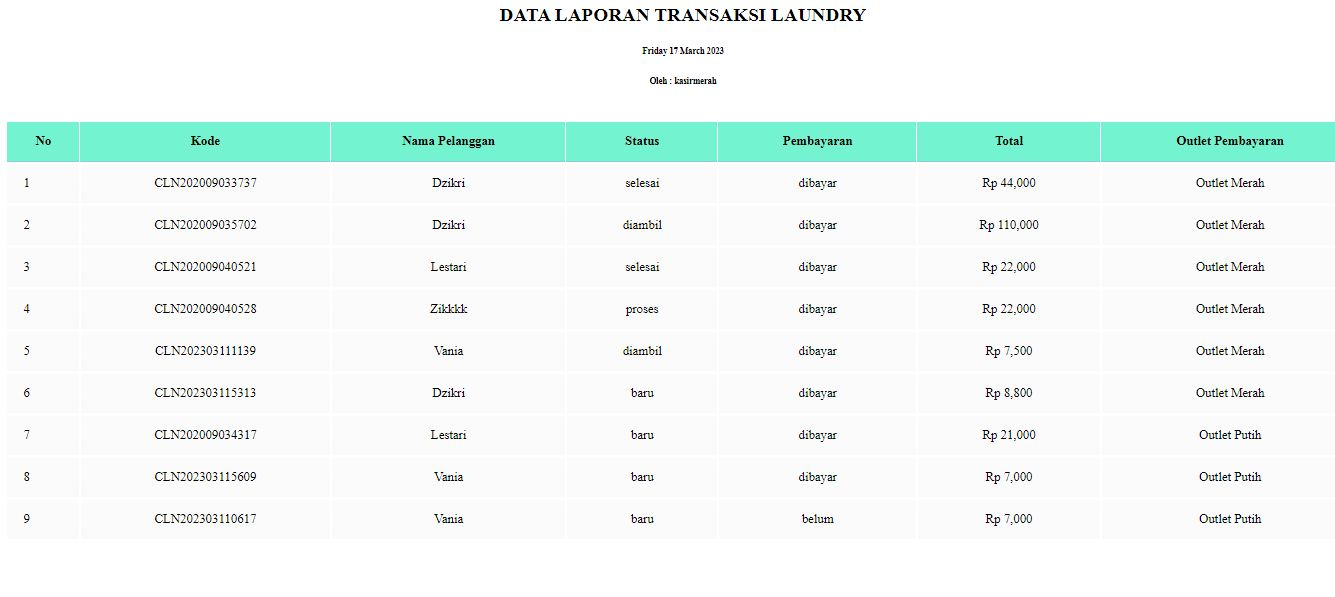 DATA LAPORAN TRANSAKSI LAUNDRY
Friday 17 March 2023
Oleh : kasirmerah
No Kode Nama Pelanggan Status Pembayaran Total Outlet Pembayaran
1 CLN202009033737 Dzikri selesai dibayar Rp 44,000 Outlet Merah
2 CLN202009035702 Dzikri diambil dibayar Rp 110,000 Outlet Merah
3 CLN202009040521 Lestari selesai dibayar Rp 22,000 Outlet Merah
4 CLN202009040528 Zikkkk proses dibayar Rp 22,000 Outlet Merah
5 CLN202303111139 Vania diambil dibayar Rp 7,500 Outlet Merah
6 CLN202303115313 Dzikri baru dibayar Rp 8,800 Outlet Merah
7 CLN202009034317 Lestari baru dibayar Rp 21,000 Outlet Putih
8 CLN202303115609 Vania baru dibayar Rp 7,000 Outlet Putih
9 CLN202303110617 Vania baru belum Rp 7,000 Outlet Putih